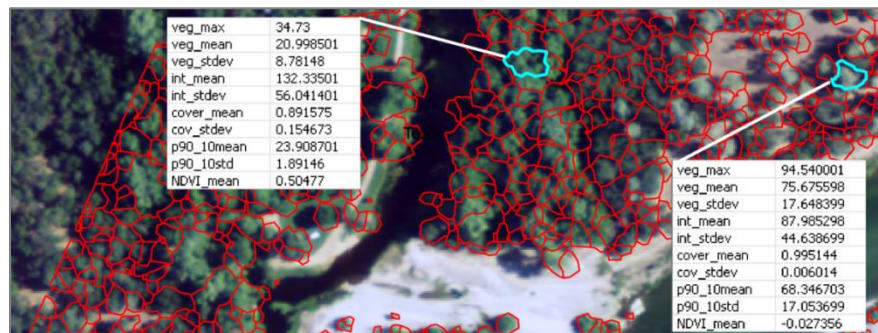 veg_max 34.73
veg_mean 20.998501
veg_stdev 8.78148
int_mean 132.33501
int_stdev 56.041401
cover_mean 0.891575
cov_stdev 0.154673
p90_10mean 23.908701
p90_10std 1.89146
NDVI_mean 0.50477
veg_max 94.540001
veg_mean 75.675598
veg_stdev 17.648399
int_mean 87.985298
int_stdev 44.638699
cover_mean 0.995144
cov_stdev 0.006014
p90_10mean 68.346703
p90_10std 17.053699
NDVI_mean -0.027356